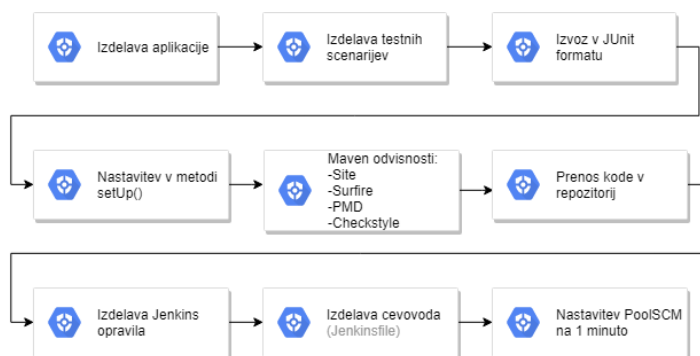 Izdelava aplikacije
Izdelava testnih
scenarijev
Izvoz v JUnit
formatu
Nastavitev v metodi
setUp()
Maven odvisnosti:
-Site
-Surfire
-PMD
-Checkstyle
Prenos kode v
repozitorij
Izdelava Jenkins
opravila
Izdelava cevovoda
(Jenkinsfile)
Nastavitev PoolSCM
na 1 minuto